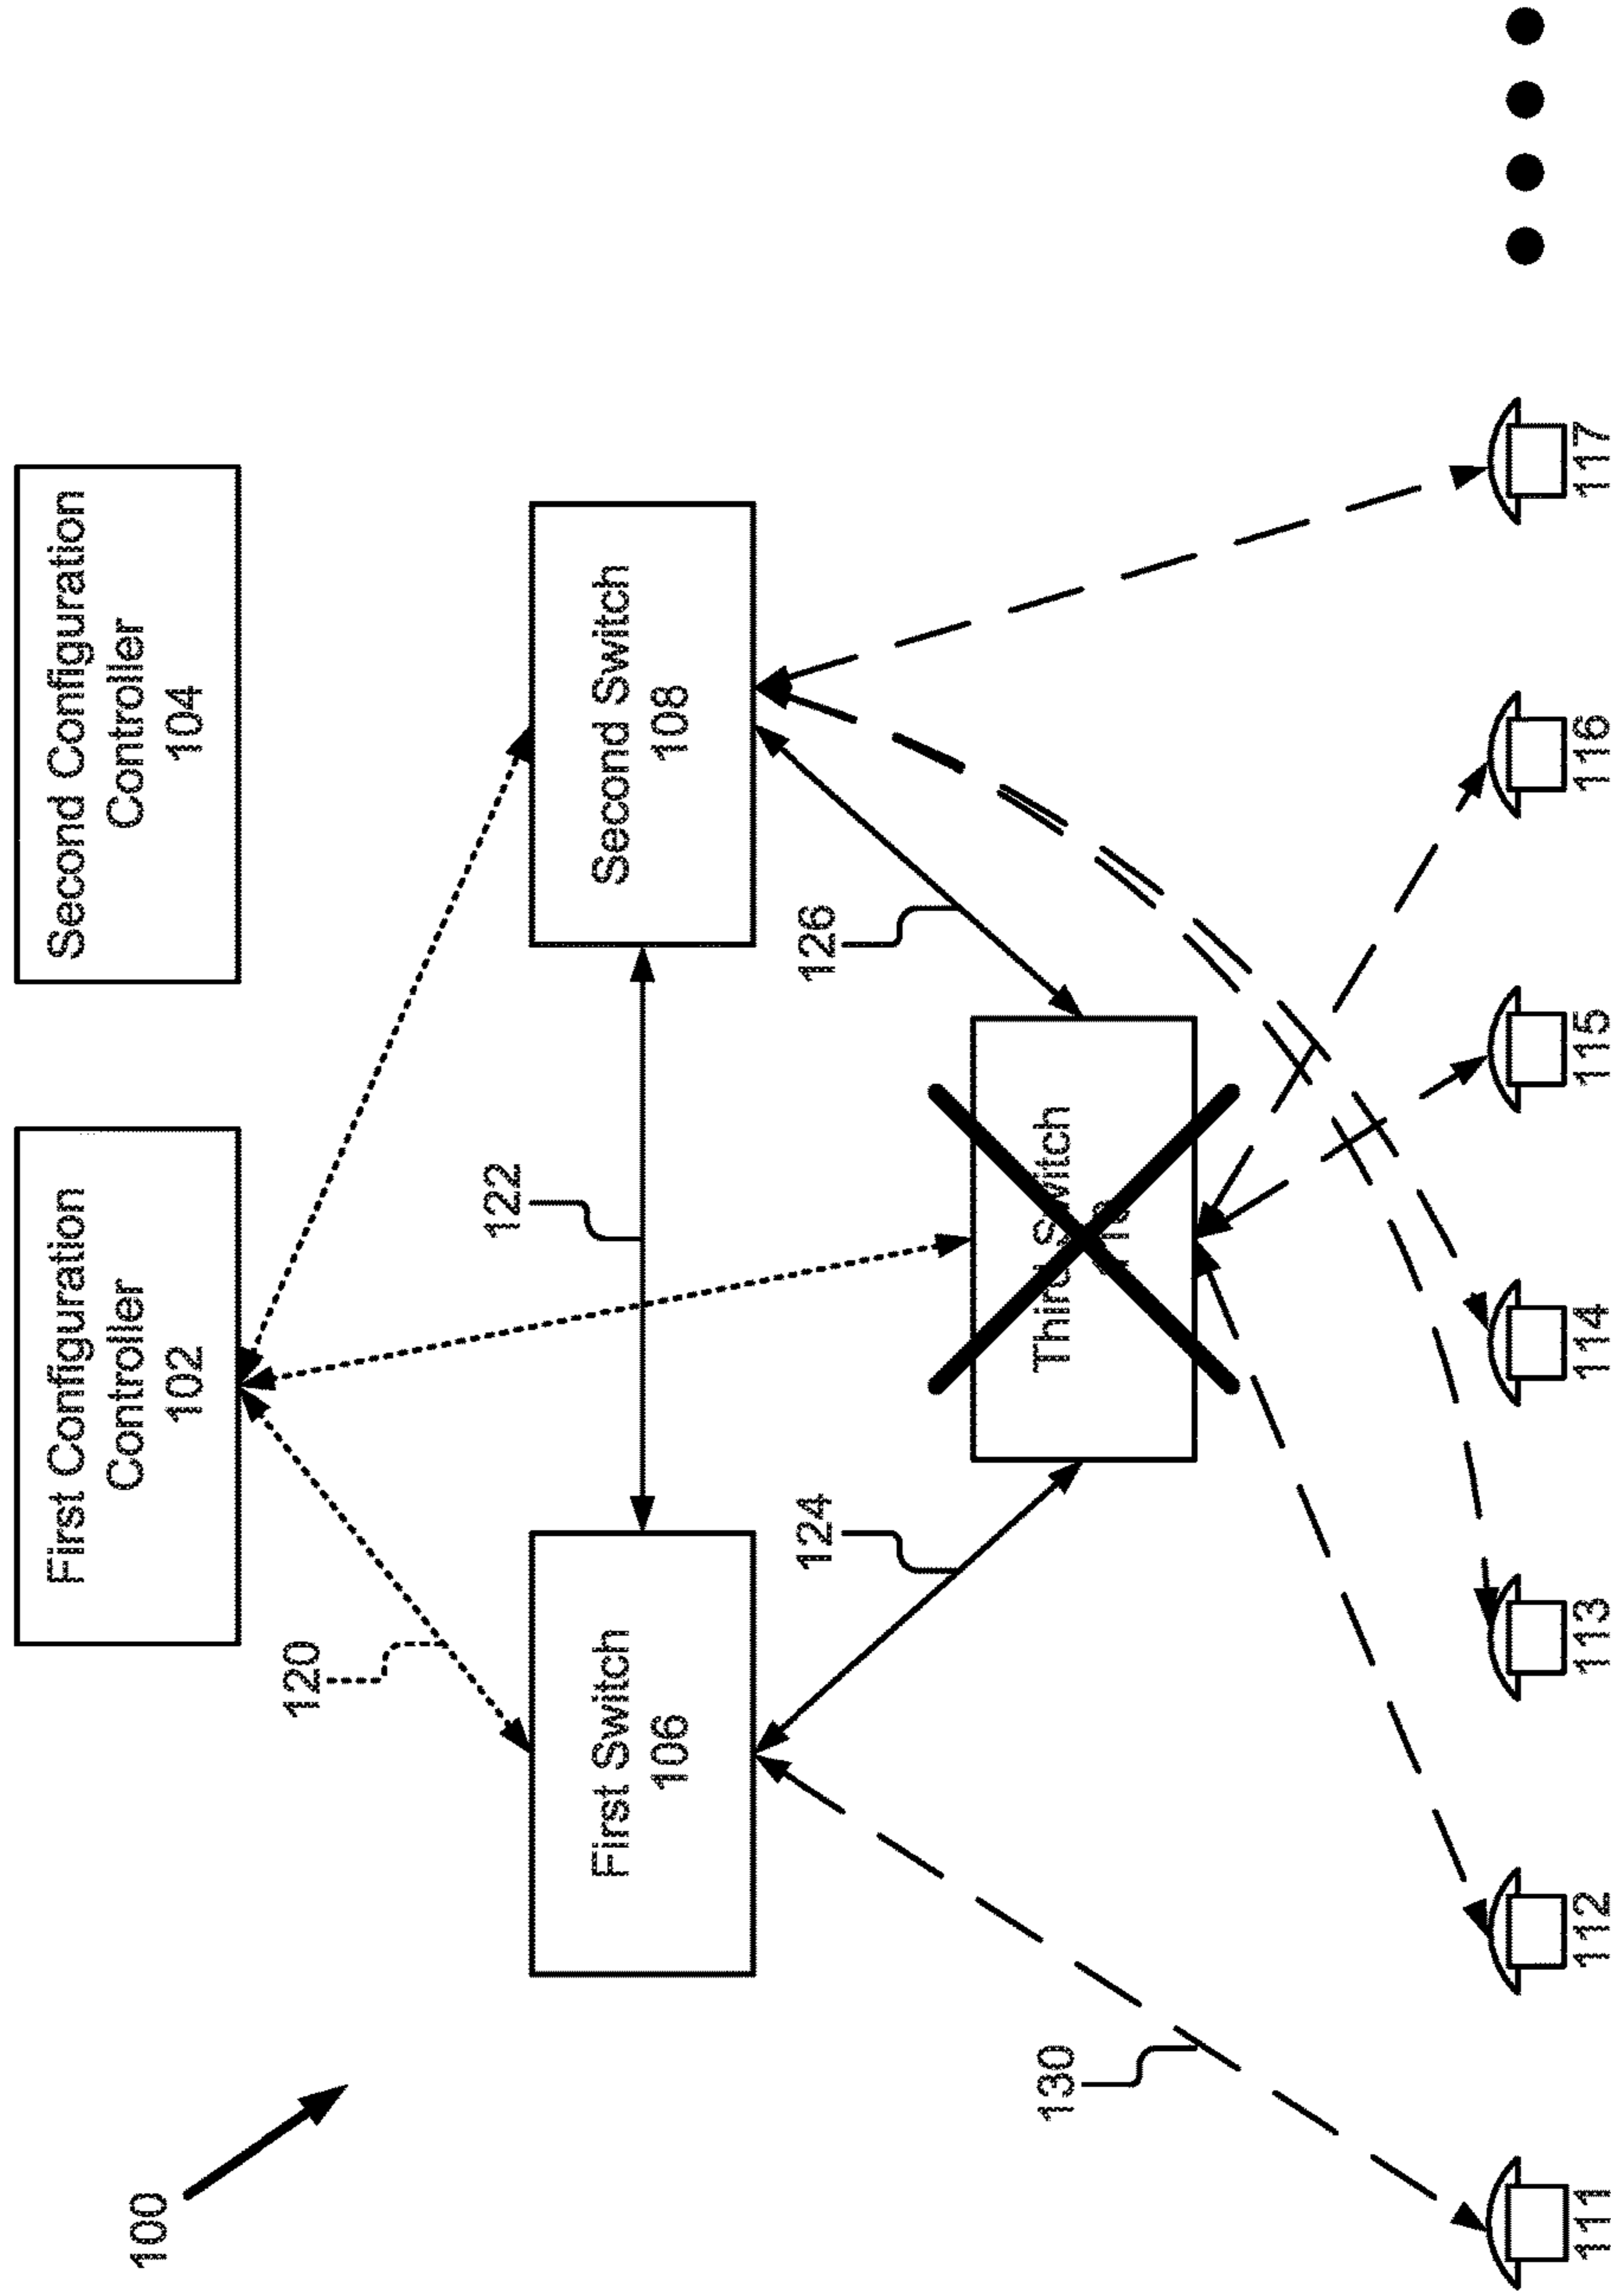 100
First Configuration
Controller
102
Second Configuration
Controller
104
120
122
First Switch
106
Second Switch
108
124
126
Third Switch
130
111
112
113
114
115
116
117